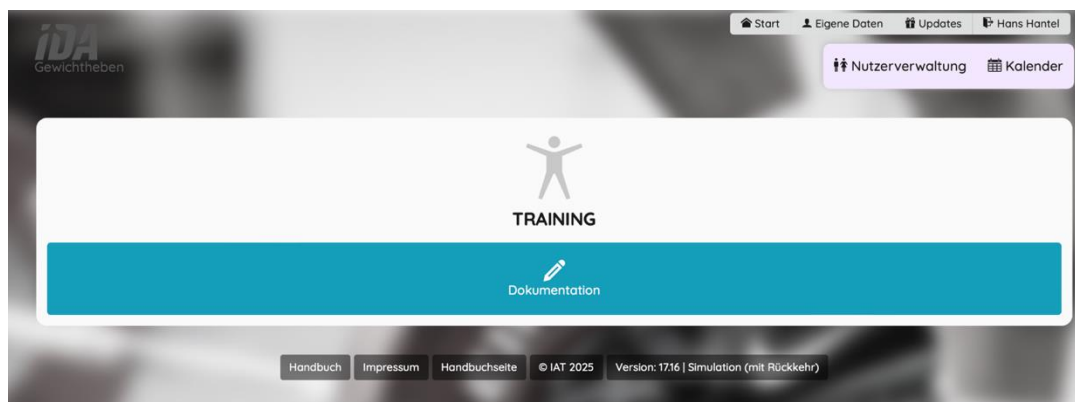 iDA
Gewichtheben
Start Eigene Daten Updates Hans Hantel
Nutzerverwaltung Kalender
TRAINING
Dokumentation
Handbuch Impressum Handbuchseite © IAT 2025 Version: 17.16 | Simulation (mit Rückkehr)